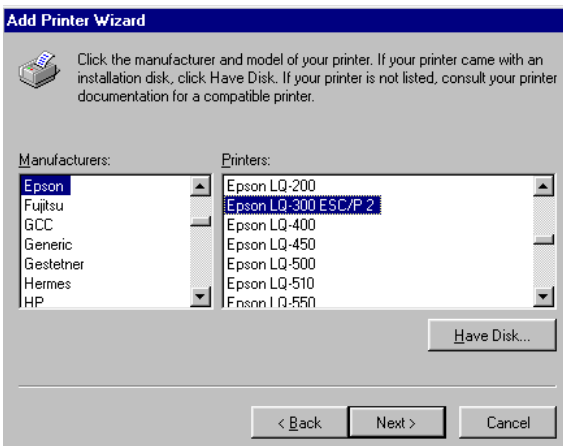 Add Printer Wizard
Click the manufacturer and model of your printer. If your printer came with an
installation disk, click Have Disk. If your printer is not listed, consult your printer
documentation for a compatible printer.
Manufacturers:
Epson
Fujitsu
GCC
Generic
Gestetner
Hermes
HP
Printers:
Epson LQ-200
Epson LQ-300 ESC/P 2
Epson LQ-400
Epson LQ-450
Epson LQ-500
Epson LQ-510
Epson LQ-550
Have Disk...
< Back
Next >
Cancel